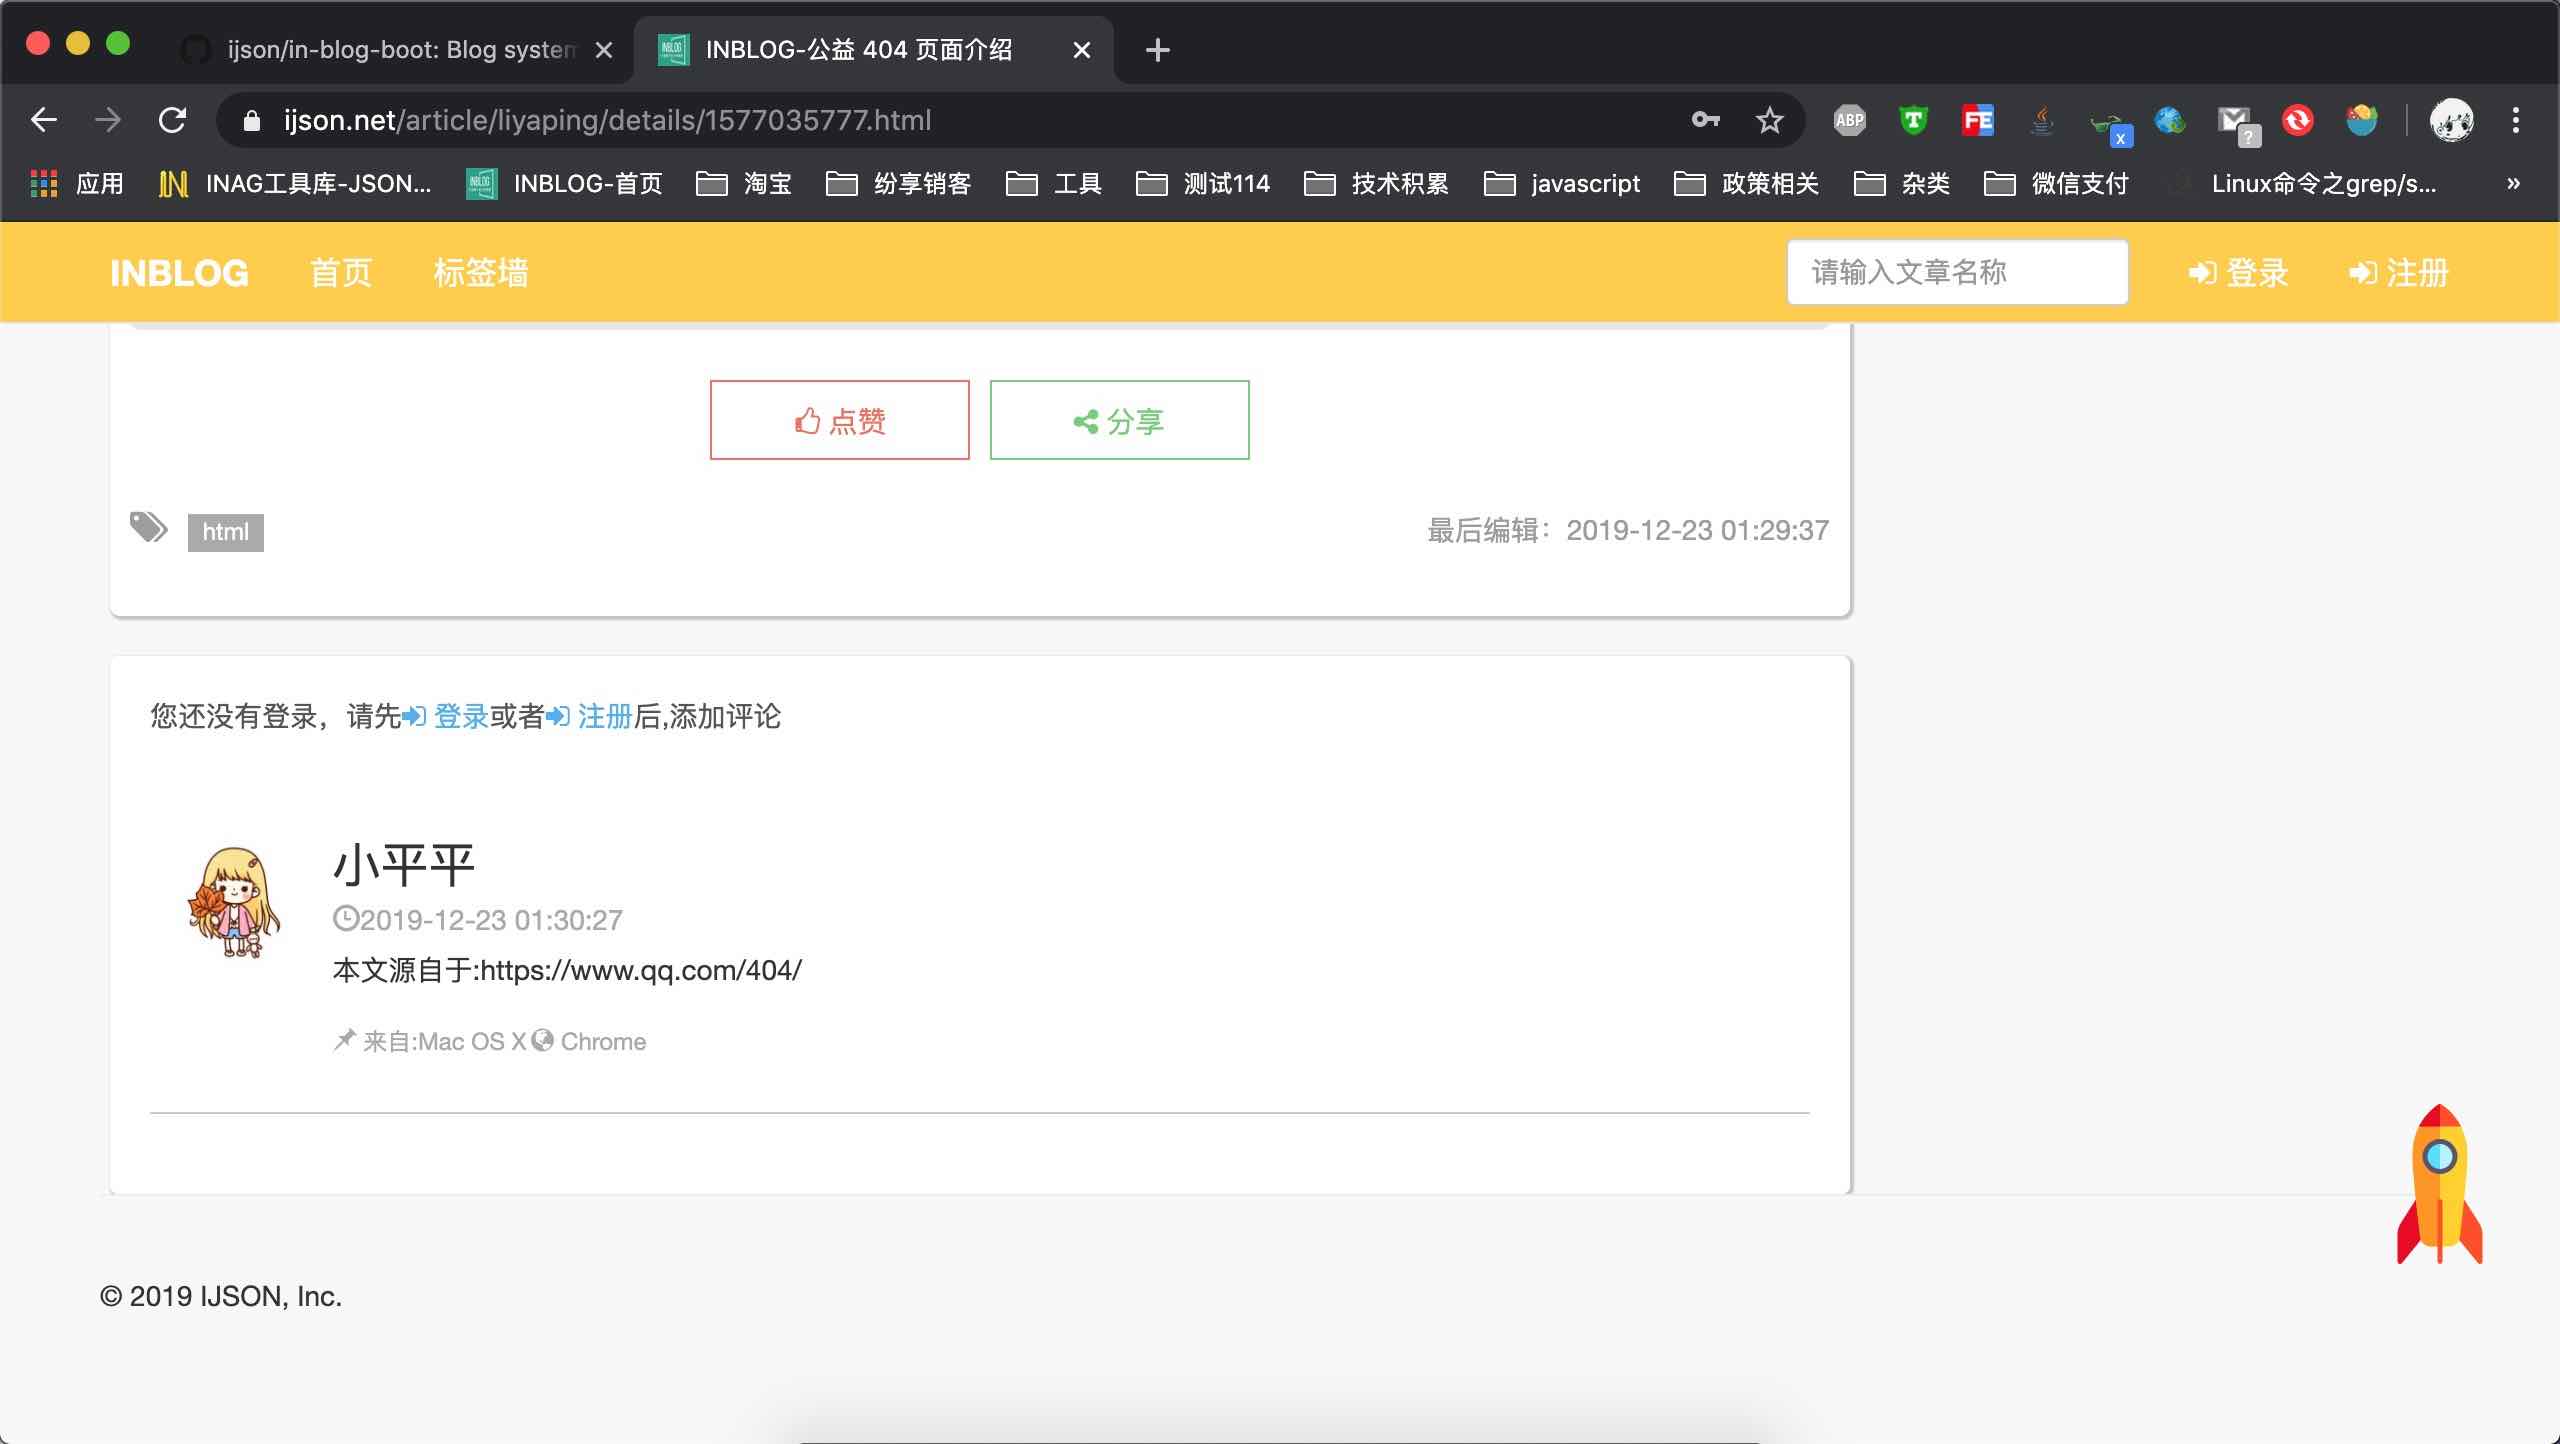 ijson/in-blog-boot: Blog system
INBLOG-公益 404 页面介绍
ijson.net/article/liyaping/details/1577035777.html
ABP
T
FE
x
?
应用
INAG工具库-JSON...
INBLOG-首页
淘宝
纷享销客
工具
测试114
技术积累
javascript
政策相关
杂类
微信支付
Linux命令之grep/s...
»
INBLOG
首页
标签墙
请输入文章名称
登录
注册
点赞
分享
html
最后编辑：2019-12-23 01:29:37
您还没有登录，请先 登录或者 注册后,添加评论
小平平
2019-12-23 01:30:27
本文源自于:https://www.qq.com/404/
来自:Mac OS X Chrome
© 2019 IJSON, Inc.